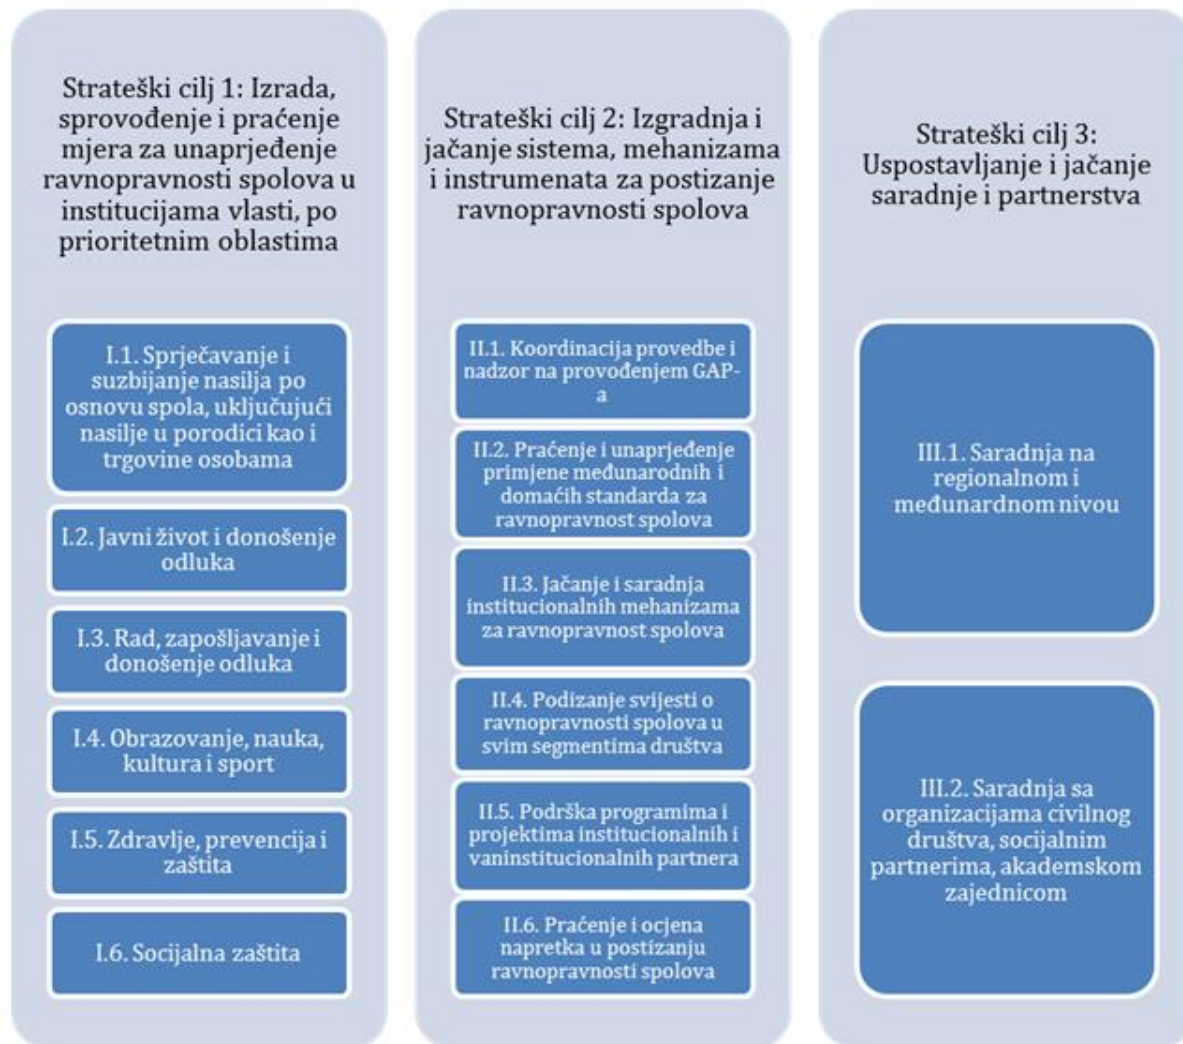 Strateški cilj 1: Izrada,
sprovođenje i praćenje
mjera za unaprjeđenje
ravnopravnosti spolova u
institucijama vlasti, po
prioritetnim oblastima
I.1. Sprječavanje i
suzbijanje nasilja po
osnovu spola, uključujući
nasilje u porodici kao i
trgovine osobama
I.2. Javni život i donošenje
odluka
I.3. Rad, zapošljavanje i
donošenje odluka
I.4. Obrazovanje, nauka,
kultura i sport
I.5. Zdravlje, prevencija i
zaštita
I.6. Socijalna zaštita
Strateški cilj 2: Izgradnja i
jačanje sistema, mehanizama
i instrumenata za postizanje
ravnopravnosti spolova
II.1. Koordinacija provedbe i
nadzor na provođenjem GAP-
a
II.2. Praćenje i unaprjeđenje
primjene međunarodnih i
domaćih standarda za
ravnopravnost spolova
II.3. Jačanje i saradnja
institucionalnih mehanizama
za ravnopravnost spolova
II.4. Podizanje svijesti o
ravnopravnosti spolova u
svim segmentima društva
II.5. Podrška programima i
projektima institucionalnih i
vaninstitucionalnih partnera
II.6. Praćenje i ocjena
napretka u postizanju
ravnopravnosti spolova
Strateški cilj 3:
Uspostavljanje i jačanje
saradnje i partnerstva
III.1. Saradnja na
regionalnom i
međunardnom nivou
III.2. Saradnja sa
organizacijama civilnog
društva, socijalnim
partnerima, akademskom
zajednicom